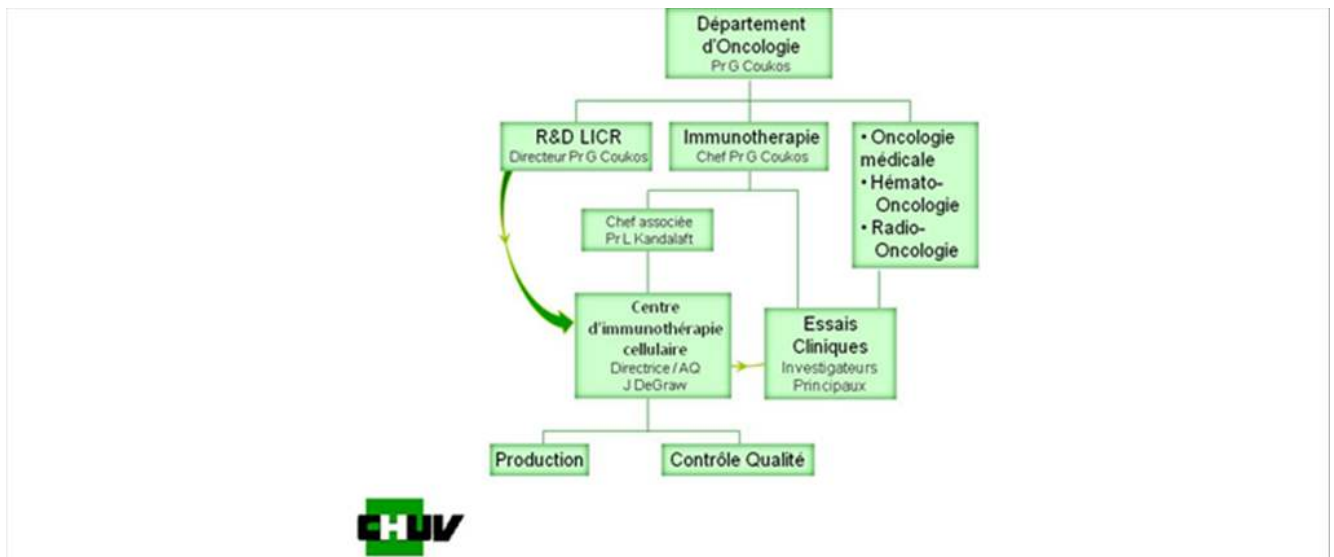 Département
d'Oncologie
Pr G Coukos
R&D LICR
Directeur Pr G Coukos
Immunotherapie
Chef Pr G Coukos
• Oncologie
médicale
• Hémato-
Oncologie
• Radio-
Oncologie
Chef associée
Pr L Kandalaft
Centre
d'immunothérapie
cellulaire
Directrice / AQ
J DeGraw
Essais
Cliniques
Investigateurs
Principaux
Production
Contrôle Qualité
CHUV